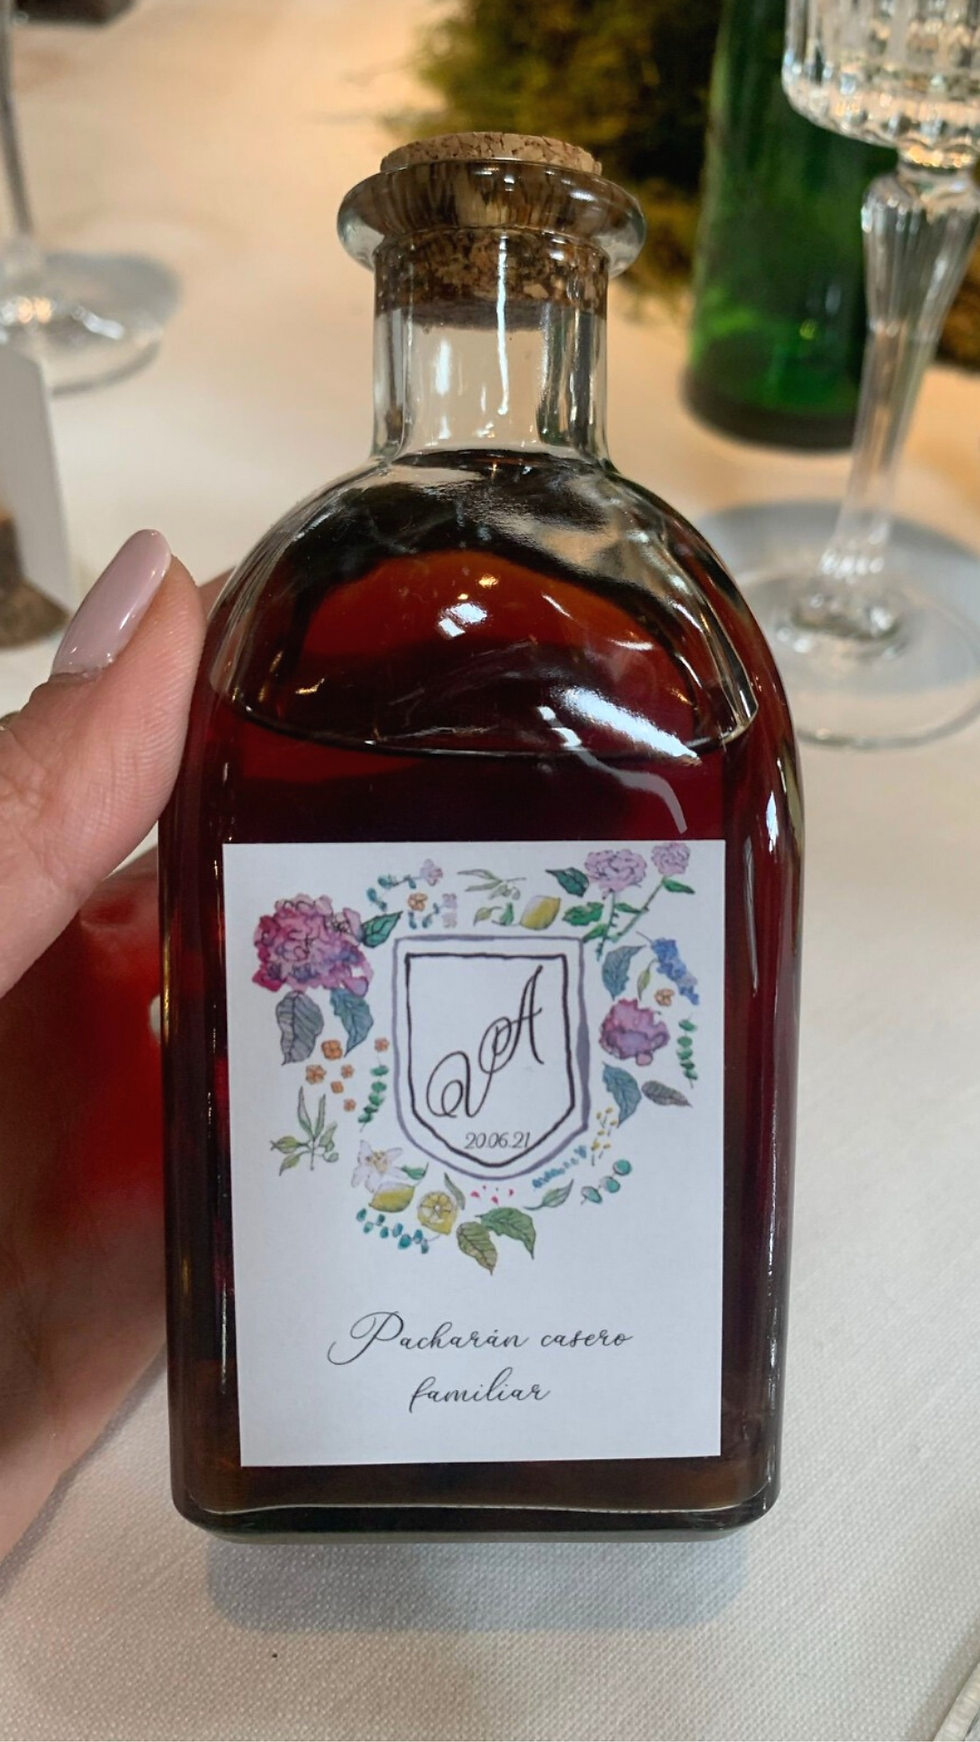 VA
20.06.21
Pacharán casero
familiar